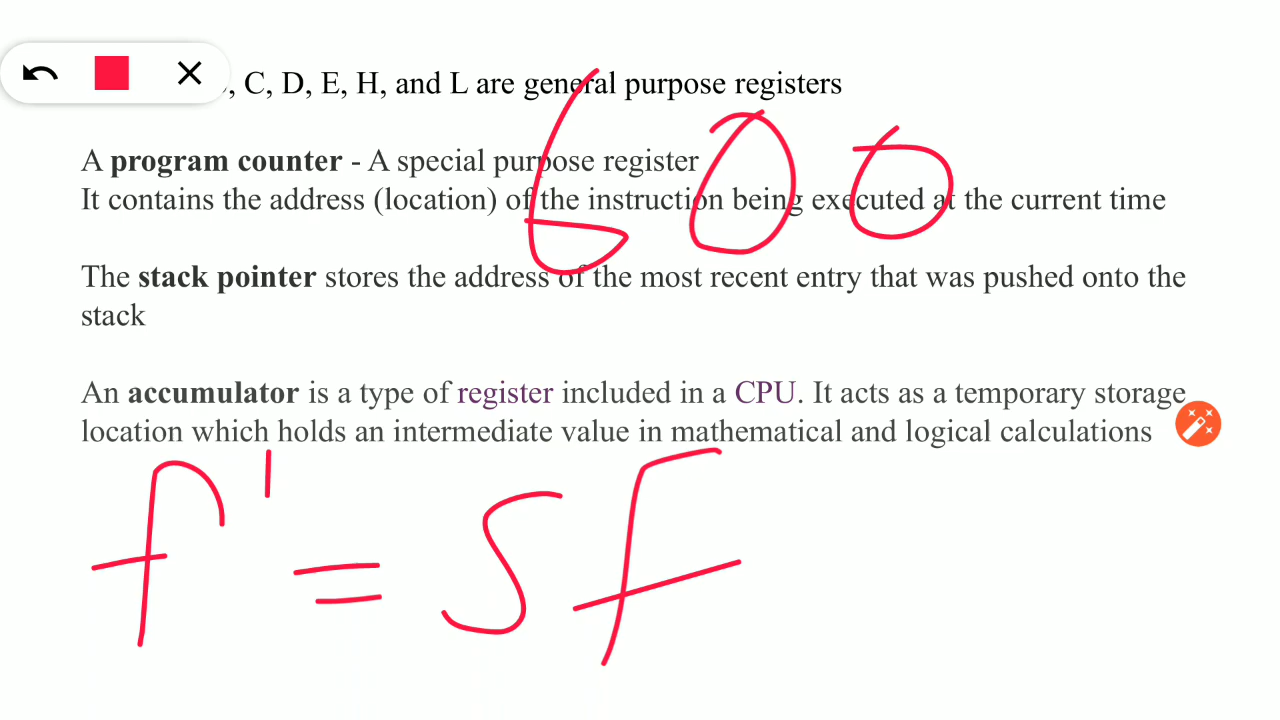 C, D, E, H, and L are general purpose registers
600
A program counter - A special purpose register
It contains the address (location) of the instruction being executed at the current time
The stack pointer stores the address of the most recent entry that was pushed onto the
stack
An accumulator is a type of register included in a CPU. It acts as a temporary storage
location which holds an intermediate value in mathematical and logical calculations
f' = sf